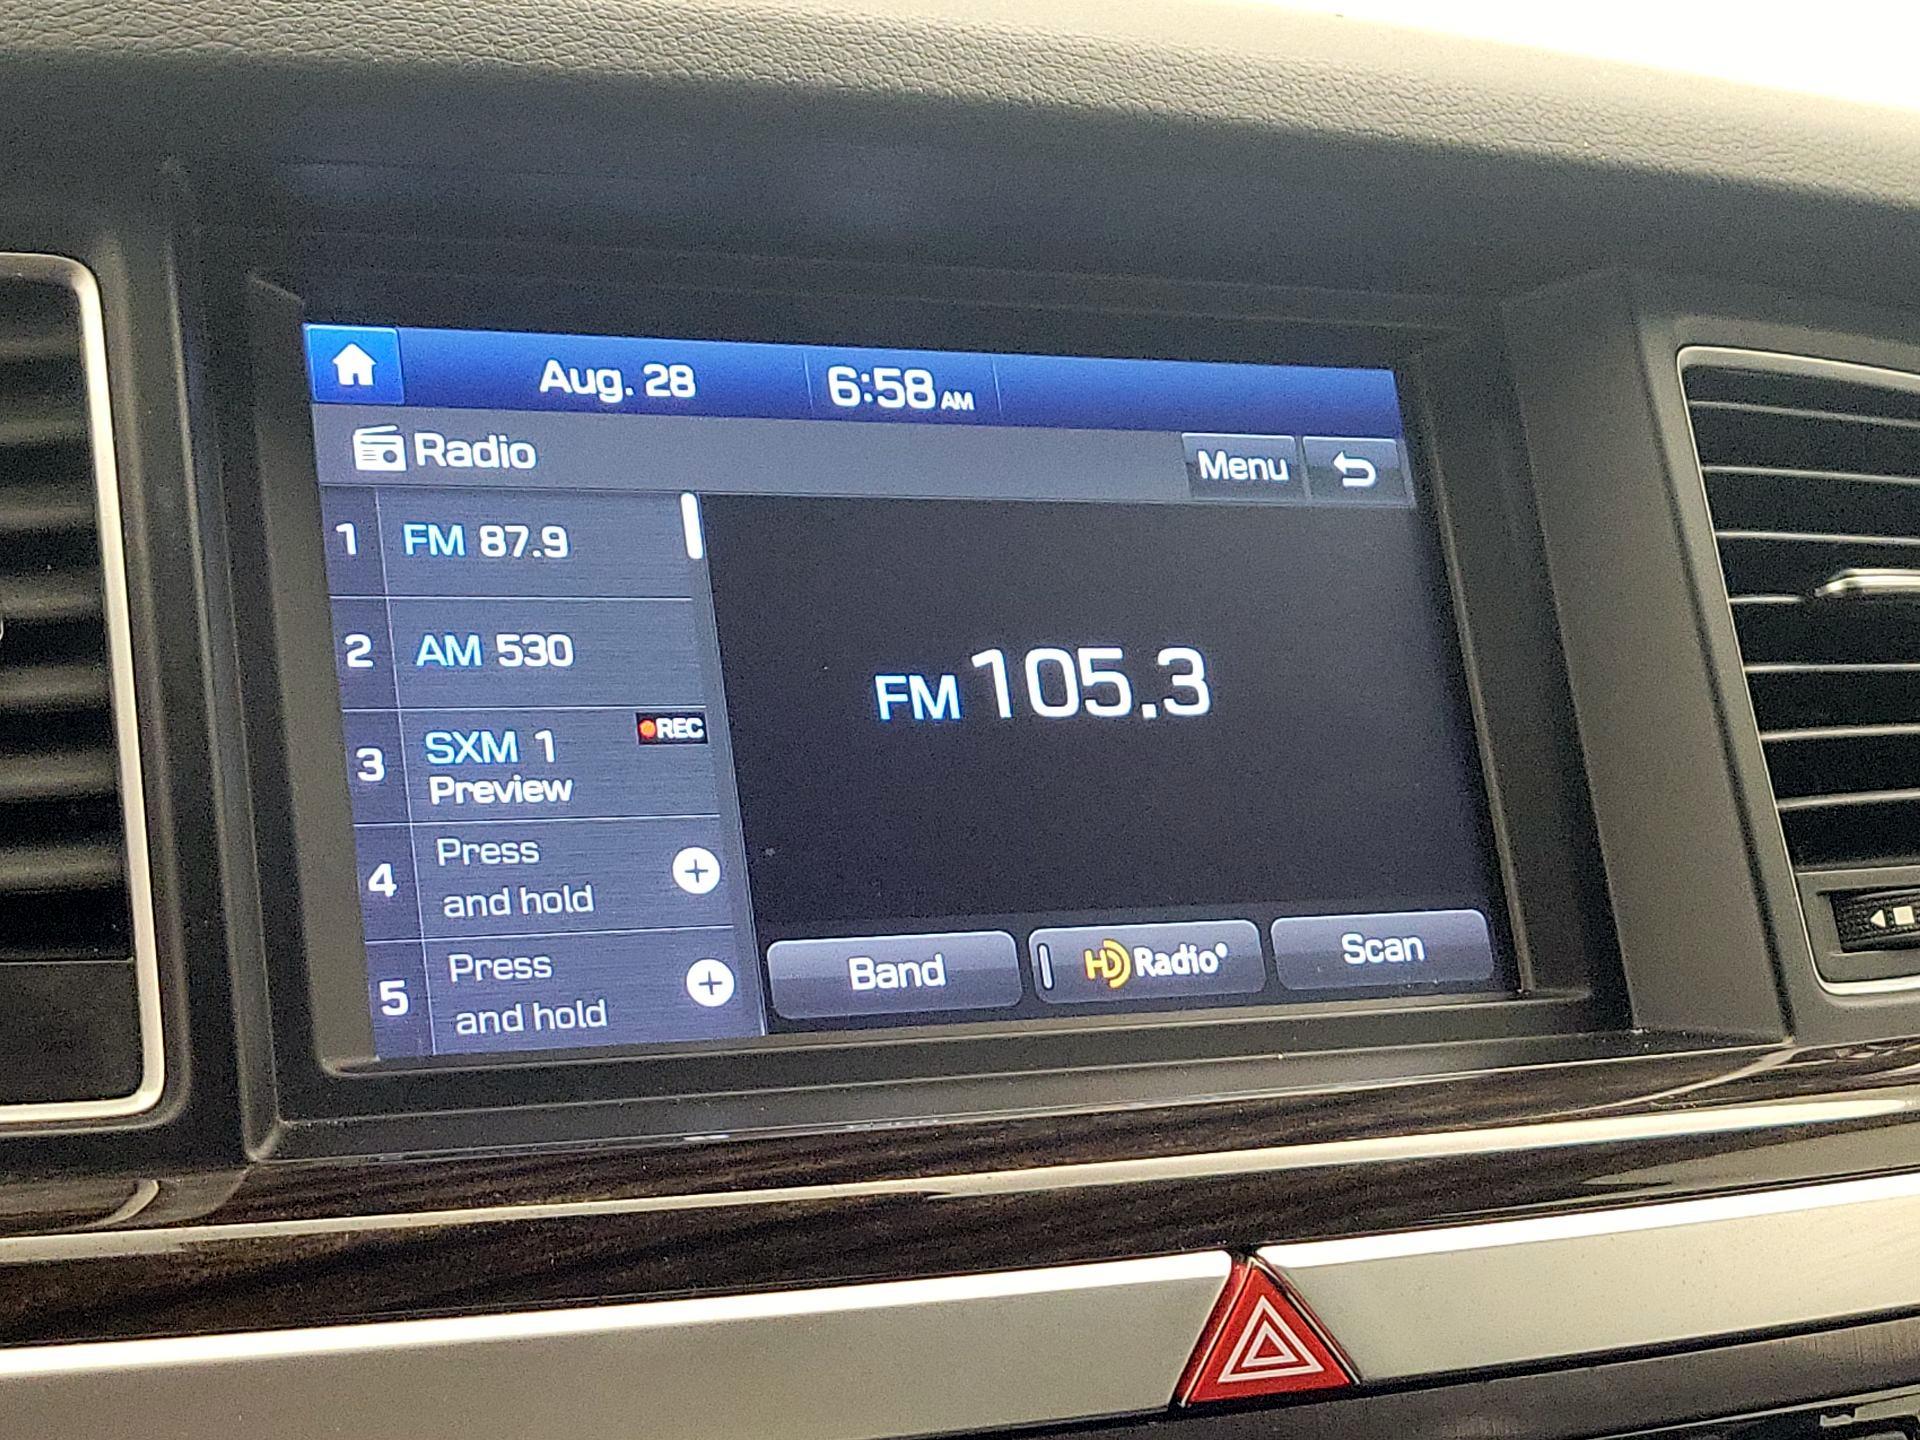 Aug. 28
6:58 AM
Radio
Menu
1 FM 87.9
2 AM 530
3 SXM 1 REC
Preview
4 Press
and hold
5 Press
and hold
FM 105.3
Band
HD Radio
Scan